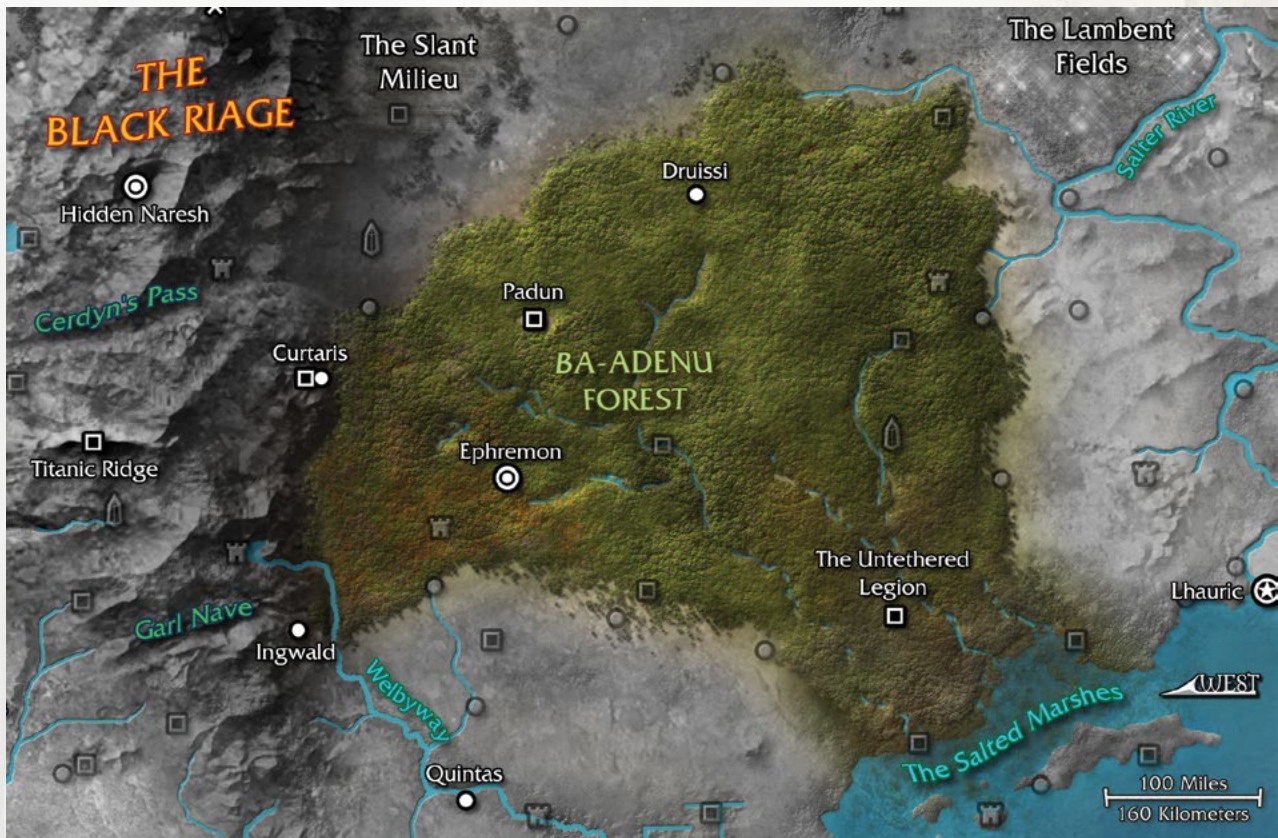 The Slant
Milieu
The Lambent
Fields
THE
BLACK RIAGE
Salter River
Druissi
Hidden Naresh
Padun
Cerdyn's Pass
Curtaris
BA-ADENU
FOREST
Titanic Ridge
Ephremon
The Untethered
Legion
Lhauric
Garl Nave
Ingwald
Welbyway
WEST
The Salted Marshes
Quintas
100 Miles
160 Kilometers